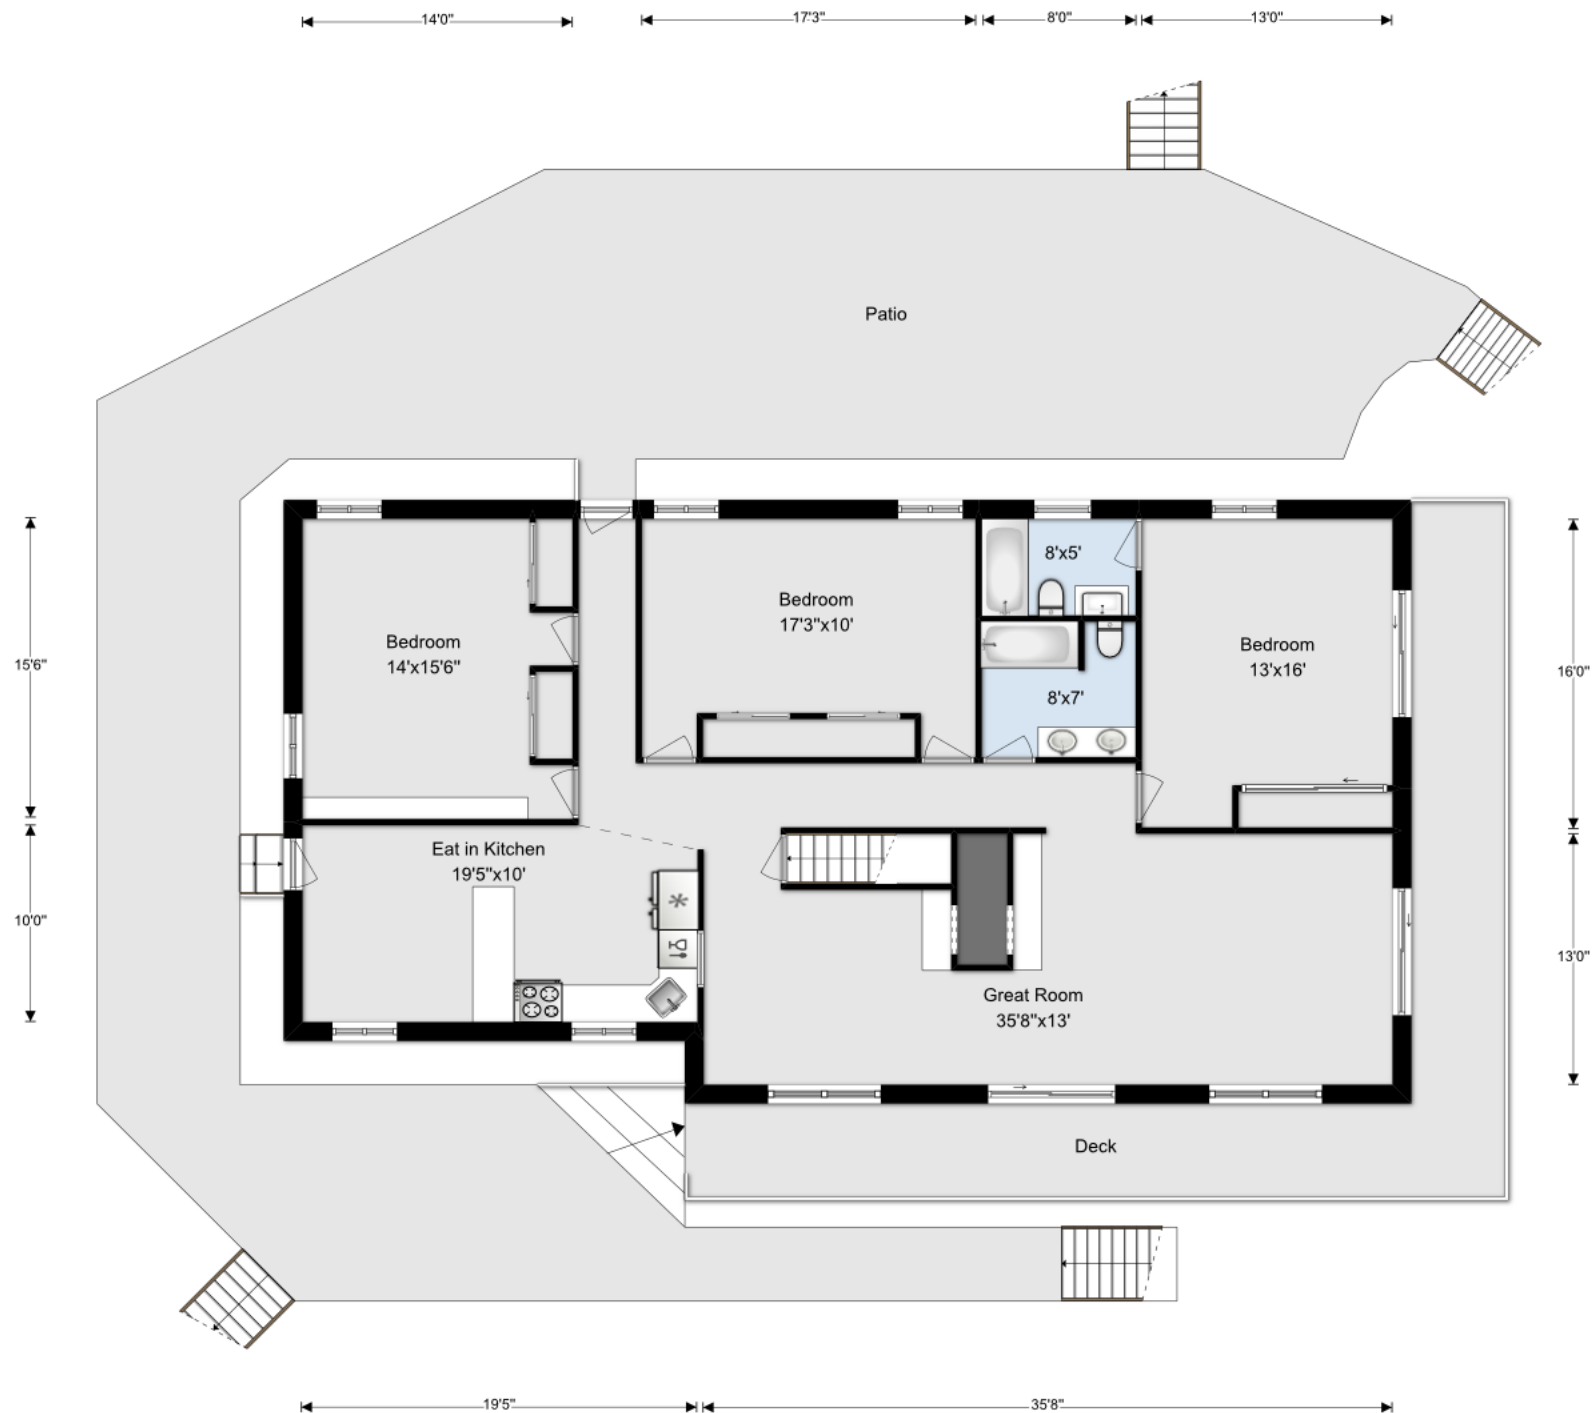 14'0"
17'3"
8'0"
13'0"
Patio
8'x5'
Bedroom
17'3"x10'
Bedroom
14'x15'6"
Bedroom
13'x16'
15'6"
16'0"
8'x7'
Eat in Kitchen
19'5"x10'
10'0"
13'0"
Great Room
35'8"x13'
Deck
19'5"
35'8"